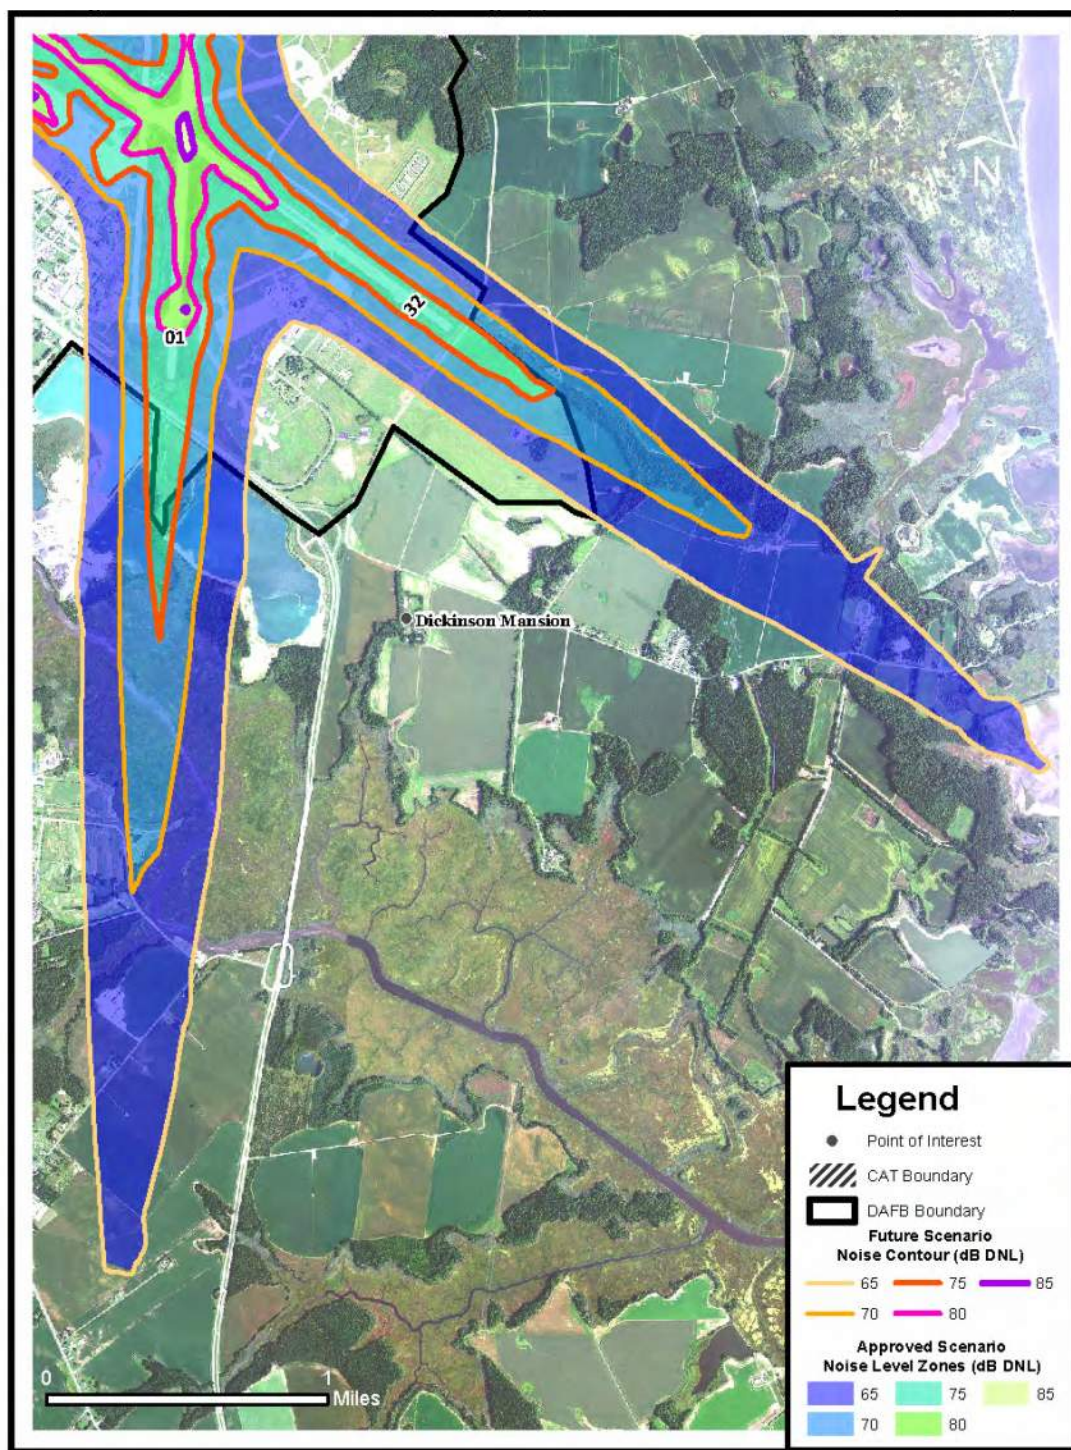 N
32
01
Dickinson Mansion
0 1
Miles
Legend
Point of Interest
CAT Boundary
DAFB Boundary
Future Scenario
Noise Contour (dB DNL)
65 75 85
70 80
Approved Scenario
Noise Level Zones (dB DNL)
65 75 85
70 80